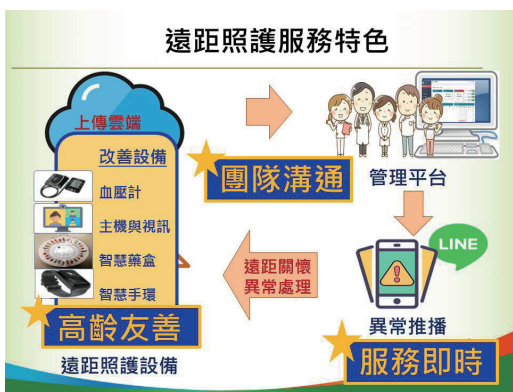 遠距照護服務特色
上傳雲端
改善設備
血壓計
主機與視訊
智慧藥盒
智慧手環
高齡友善
遠距照護設備
團隊溝通
管理平台
LINE
遠距關懷
異常處理
異常推播
服務即時